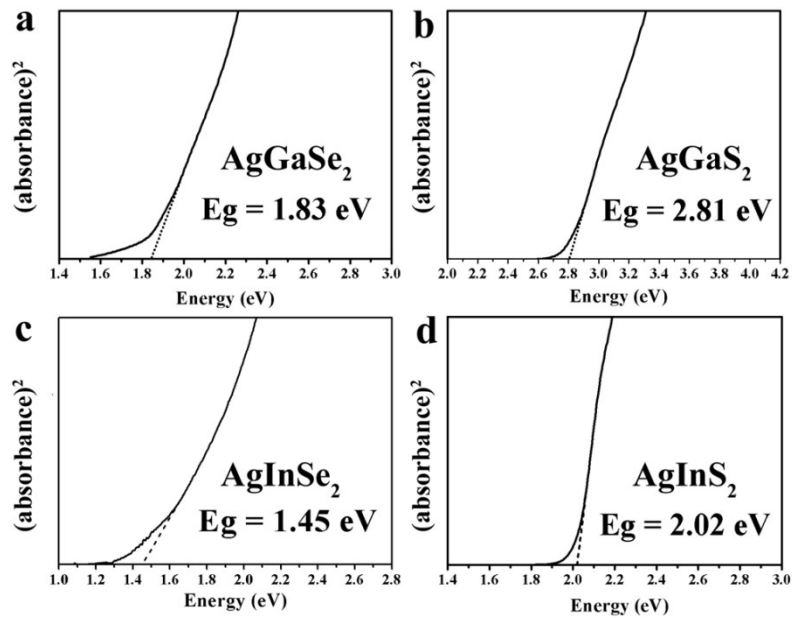 a
(absorbance)²
AgGaSe₂
Eg = 1.83 eV
1.4 1.6 1.8 2.0 2.2 2.4 2.6 2.8 3.0
Energy (eV)
b
(absorbance)²
AgGaS₂
Eg = 2.81 eV
2.0 2.2 2.4 2.6 2.8 3.0 3.2 3.4 3.6 3.8 4.0 4.2
Energy (eV)
c
(absorbance)²
AgInSe₂
Eg = 1.45 eV
1.0 1.2 1.4 1.6 1.8 2.0 2.2 2.4 2.6 2.8
Energy (eV)
d
(absorbance)²
AgInS₂
Eg = 2.02 eV
1.4 1.6 1.8 2.0 2.2 2.4 2.6 2.8 3.0
Energy (eV)